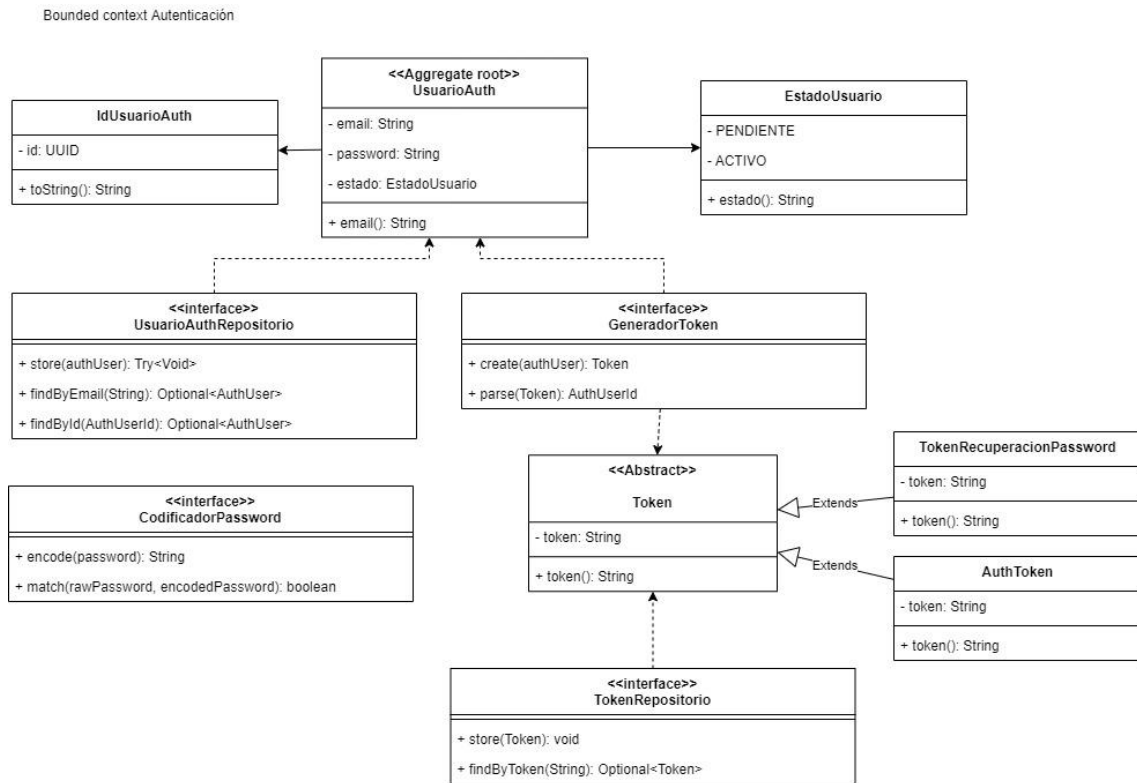 Bounded context Autenticación
<<Aggregate root>>
UsuarioAuth
- email: String
- password: String
- estado: EstadoUsuario
+ email(): String
IdUsuarioAuth
- id: UUID
+ toString(): String
EstadoUsuario
- PENDIENTE
- ACTIVO
+ estado(): String
<<interface>>
UsuarioAuthRepositorio
+ store(authUser): Try<Void>
+ findByEmail(String): Optional<AuthUser>
+ findById(AuthUserId): Optional<AuthUser>
<<interface>>
GeneradorToken
+ create(authUser): Token
+ parse(Token): AuthUserId
<<interface>>
CodificadorPassword
+ encode(password): String
+ match(rawPassword, encodedPassword): boolean
<<Abstract>>
Token
- token: String
+ token(): String
Extends
Extends
TokenRecuperacionPassword
- token: String
+ token(): String
AuthToken
- token: String
+ token(): String
<<interface>>
TokenRepositorio
+ store(Token): void
+ findByToken(String): Optional<Token>